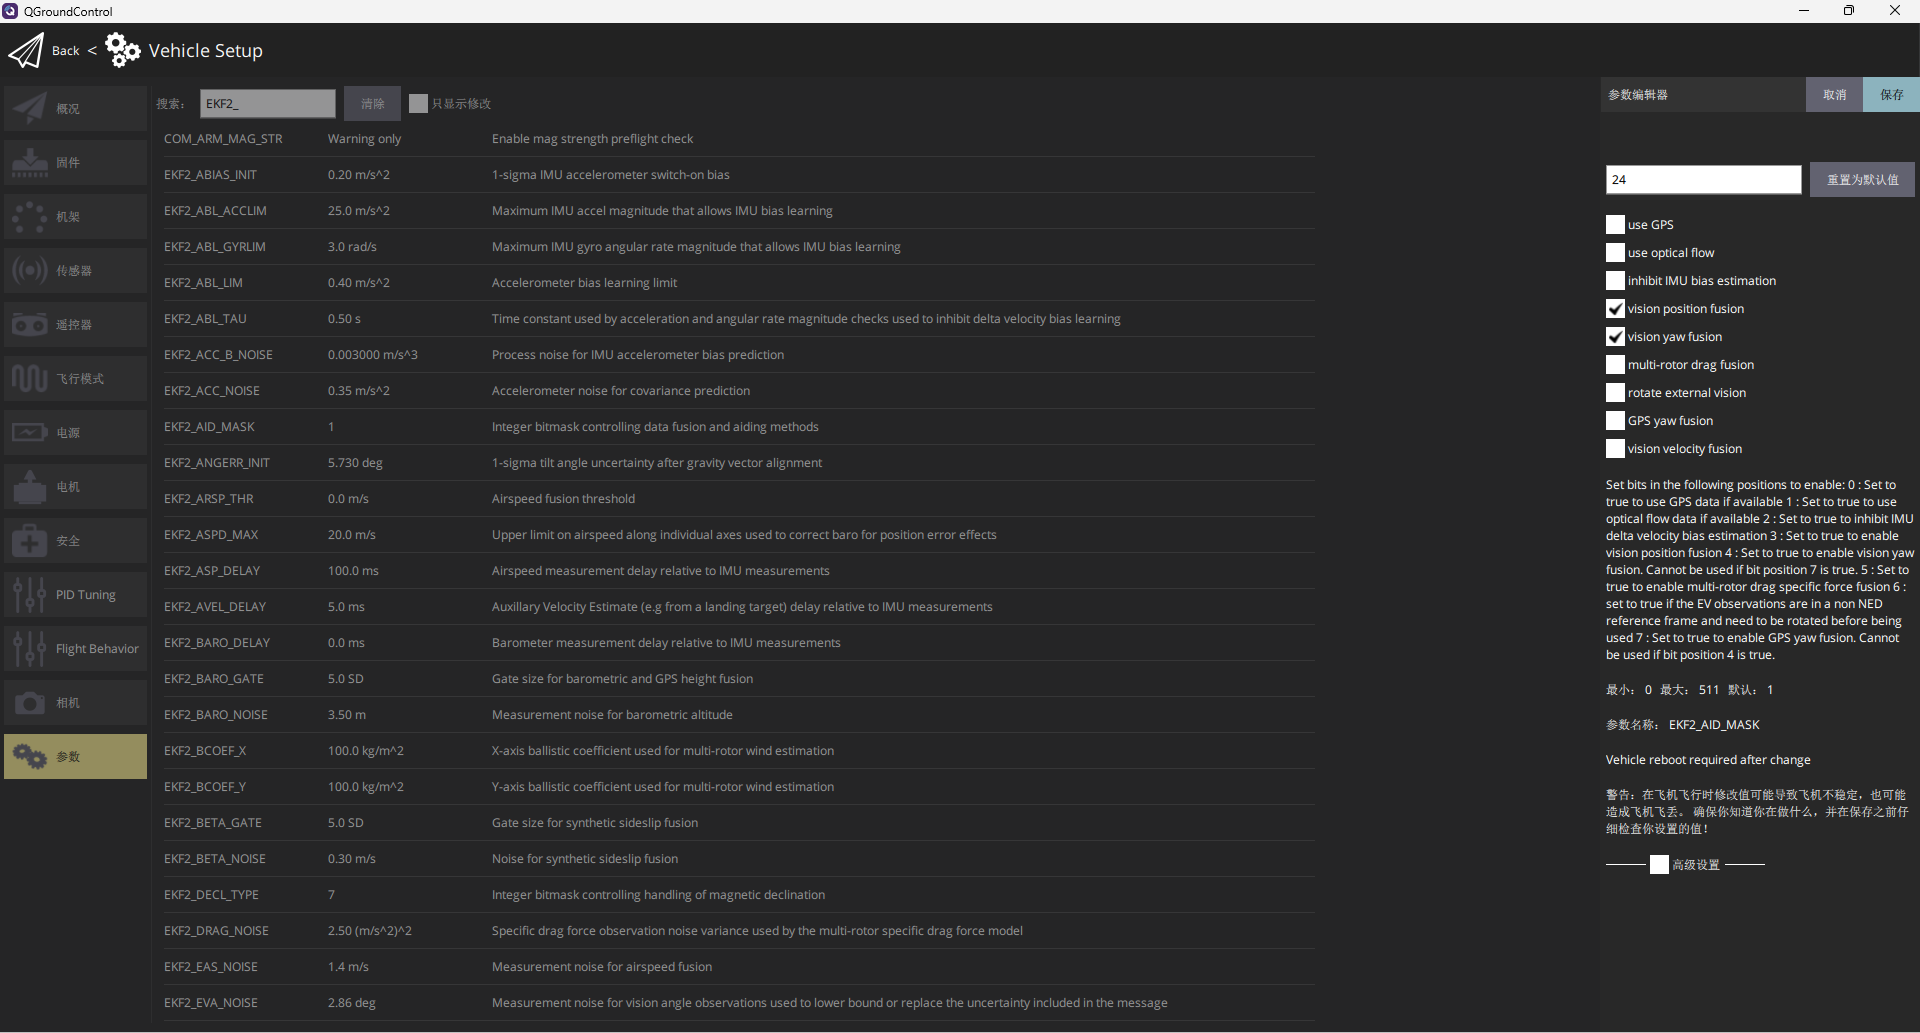 QGroundControl
Back < Vehicle Setup
概况
固件
机架
传感器
遥控器
飞行模式
电源
电机
安全
PID Tuning
Flight Behavior
相机
参数
搜索： EKF2_ 清除 只显示修改
COM_ARM_MAG_STR Warning only Enable mag strength preflight check
EKF2_ABIAS_INIT 0.20 m/s^2 1-sigma IMU accelerometer switch-on bias
EKF2_ABL_ACCLIM 25.0 m/s^2 Maximum IMU accel magnitude that allows IMU bias learning
EKF2_ABL_GYRLIM 3.0 rad/s Maximum IMU gyro angular rate magnitude that allows IMU bias learning
EKF2_ABL_LIM 0.40 m/s^2 Accelerometer bias learning limit
EKF2_ABL_TAU 0.50 s Time constant used by acceleration and angular rate magnitude checks used to inhibit delta velocity bias learning
EKF2_ACC_B_NOISE 0.003000 m/s^3 Process noise for IMU accelerometer bias prediction
EKF2_ACC_NOISE 0.35 m/s^2 Accelerometer noise for covariance prediction
EKF2_AID_MASK 1 Integer bitmask controlling data fusion and aiding methods
EKF2_ANGERR_INIT 5.730 deg 1-sigma tilt angle uncertainty after gravity vector alignment
EKF2_ARSP_THR 0.0 m/s Airspeed fusion threshold
EKF2_ASPD_MAX 20.0 m/s Upper limit on airspeed along individual axes used to correct baro for position error effects
EKF2_ASP_DELAY 100.0 ms Airspeed measurement delay relative to IMU measurements
EKF2_AVEL_DELAY 5.0 ms Auxillary Velocity Estimate (e.g from a landing target) delay relative to IMU measurements
EKF2_BARO_DELAY 0.0 ms Barometer measurement delay relative to IMU measurements
EKF2_BARO_GATE 5.0 SD Gate size for barometric and GPS height fusion
EKF2_BARO_NOISE 3.50 m Measurement noise for barometric altitude
EKF2_BCOEF_X 100.0 kg/m^2 X-axis ballistic coefficient used for multi-rotor wind estimation
EKF2_BCOEF_Y 100.0 kg/m^2 Y-axis ballistic coefficient used for multi-rotor wind estimation
EKF2_BETA_GATE 5.0 SD Gate size for synthetic sideslip fusion
EKF2_BETA_NOISE 0.30 m/s Noise for synthetic sideslip fusion
EKF2_DECL_TYPE 7 Integer bitmask controlling handling of magnetic declination
EKF2_DRAG_NOISE 2.50 (m/s^2)^2 Specific drag force observation noise variance used by the multi-rotor specific drag force model
EKF2_EAS_NOISE 1.4 m/s Measurement noise for airspeed fusion
EKF2_EVA_NOISE 2.86 deg Measurement noise for vision angle observations used to lower bound or replace the uncertainty included in the message
参数编辑器 取消 保存
24 重置为默认值
use GPS
use optical flow
inhibit IMU bias estimation
vision position fusion
vision yaw fusion
multi-rotor drag fusion
rotate external vision
GPS yaw fusion
vision velocity fusion
Set bits in the following positions to enable: 0 : Set to
true to use GPS data if available 1 : Set to true to use
optical flow data if available 2 : Set to true to inhibit IMU
delta velocity bias estimation 3 : Set to true to enable
vision position fusion 4 : Set to true to enable vision yaw
fusion. Cannot be used if bit position 7 is true. 5 : Set to
true to enable multi-rotor drag specific force fusion 6 :
set to true if the EV observations are in a non NED
reference frame and need to be rotated before being
used 7 : Set to true to enable GPS yaw fusion. Cannot
be used if bit position 4 is true.
最小： 0 最大： 511 默认： 1
参数名称： EKF2_AID_MASK
Vehicle reboot required after change
警告：在飞机飞行时修改值可能导致飞机不稳定，也可能
造成飞机飞丢。 确保你知道你在做什么，并在保存之前仔
细检查你设置的值！
高级设置